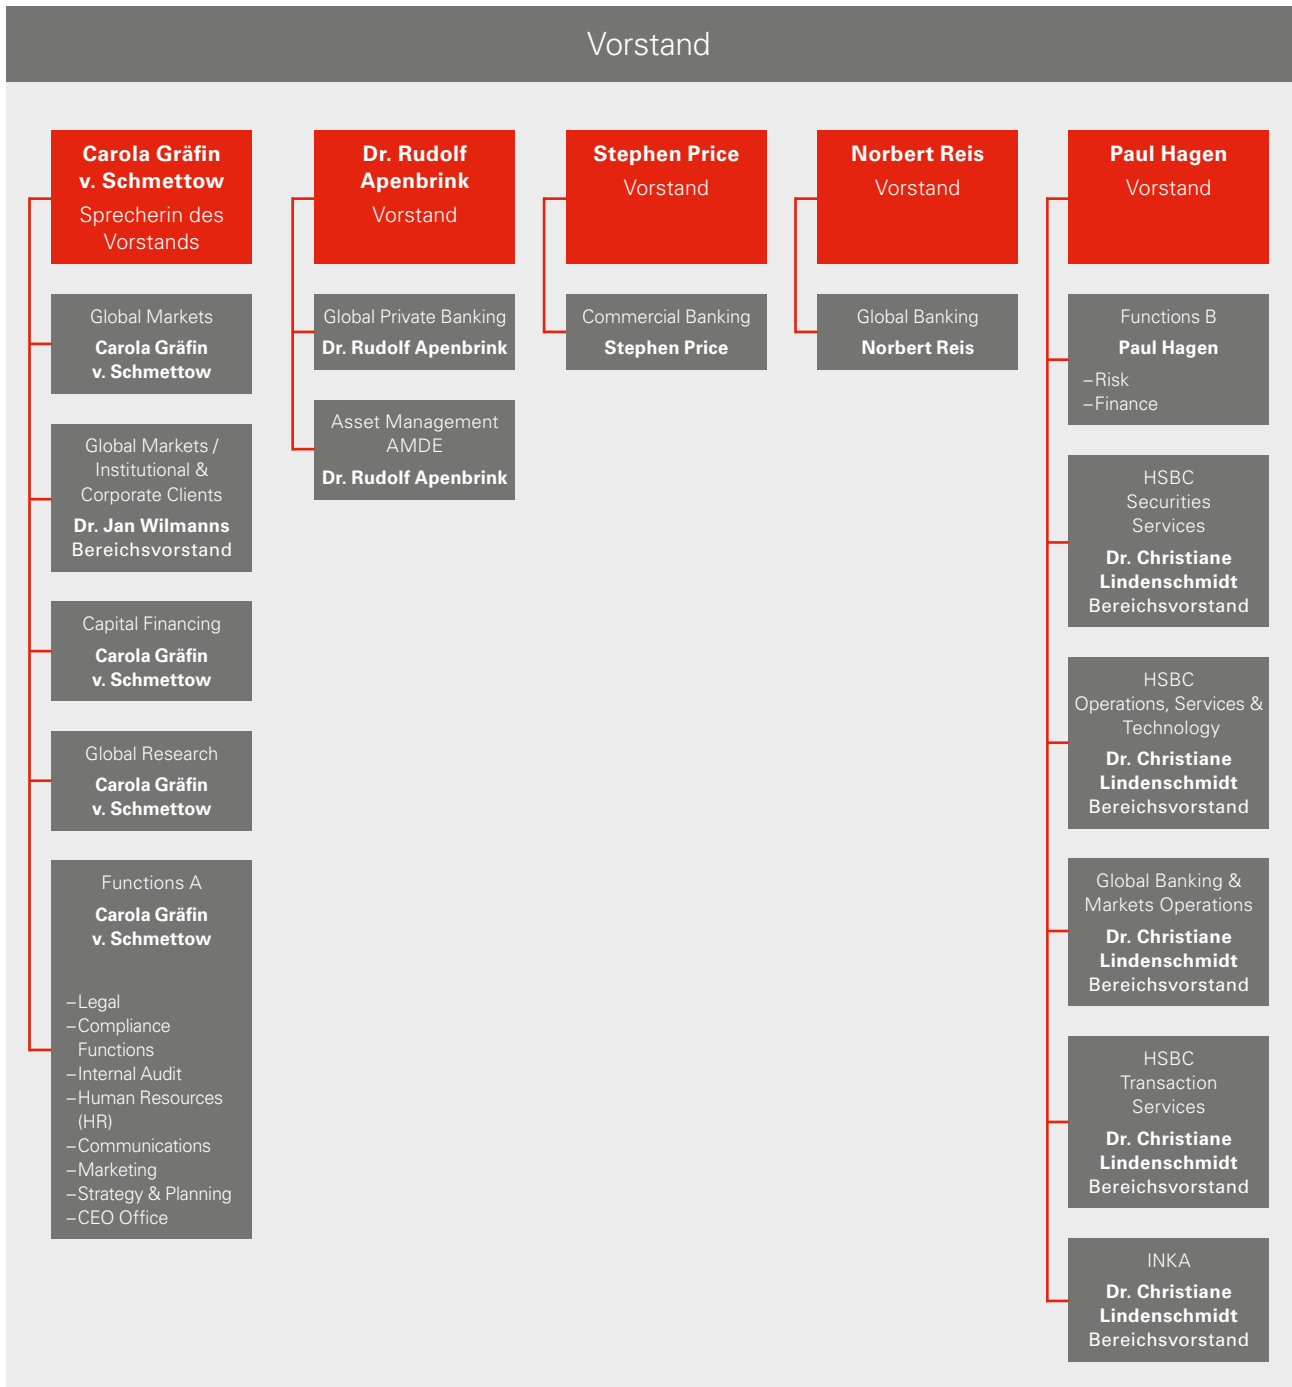 Vorstand
Carola Gräfin
v. Schmettow
Sprecherin des
Vorstands
Global Markets
Carola Gräfin
v. Schmettow
Global Markets /
Institutional &
Corporate Clients
Dr. Jan Wilmanns
Bereichsvorstand
Capital Financing
Carola Gräfin
v. Schmettow
Global Research
Carola Gräfin
v. Schmettow
Functions A
Carola Gräfin
v. Schmettow
–Legal
–Compliance
Functions
–Internal Audit
–Human Resources
(HR)
–Communications
–Marketing
–Strategy & Planning
–CEO Office
Dr. Rudolf
Apenbrink
Vorstand
Global Private Banking
Dr. Rudolf Apenbrink
Asset Management
AMDE
Dr. Rudolf Apenbrink
Stephen Price
Vorstand
Commercial Banking
Stephen Price
Norbert Reis
Vorstand
Global Banking
Norbert Reis
Paul Hagen
Vorstand
Functions B
Paul Hagen
–Risk
–Finance
HSBC
Securities
Services
Dr. Christiane
Lindenschmidt
Bereichsvorstand
HSBC
Operations, Services &
Technology
Dr. Christiane
Lindenschmidt
Bereichsvorstand
Global Banking &
Markets Operations
Dr. Christiane
Lindenschmidt
Bereichsvorstand
HSBC
Transaction
Services
Dr. Christiane
Lindenschmidt
Bereichsvorstand
INKA
Dr. Christiane
Lindenschmidt
Bereichsvorstand